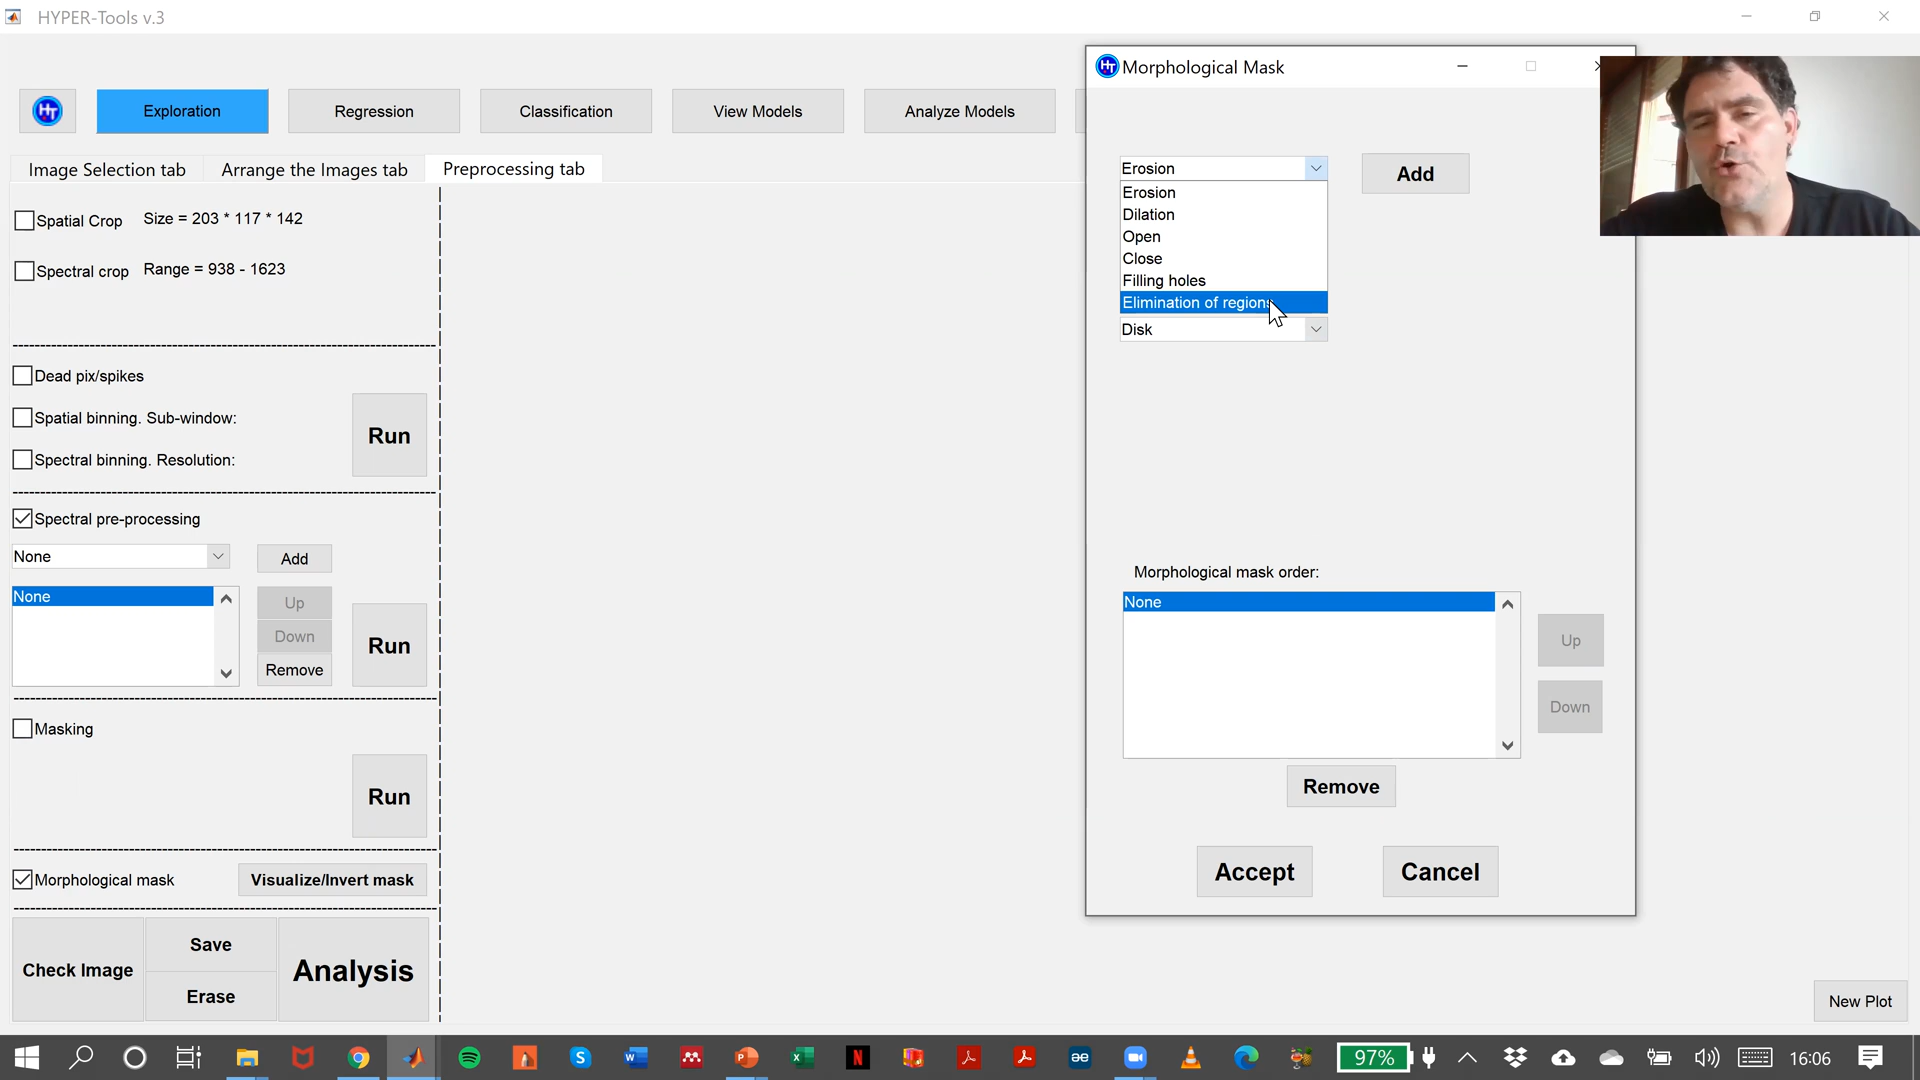 HYPER-Tools v.3
Morphological Mask
HT
Exploration
Regression
Classification
View Models
Analyze Models
Image Selection tab
Arrange the Images tab
Preprocessing tab
Spatial Crop
Size = 203 * 117 * 142
Spectral crop
Range = 938 - 1623
Dead pix/spikes
Spatial binning. Sub-window:
Spectral binning. Resolution:
Run
Spectral pre-processing
None
Add
None
Up
Down
Remove
Run
Masking
Run
Morphological mask
Visualize/Invert mask
Check Image
Save
Erase
Analysis
Erosion
Add
Erosion
Dilation
Open
Close
Filling holes
Elimination of regions
Disk
Morphological mask order:
None
Up
Down
Remove
Accept
Cancel
New Plot
97%
16:06